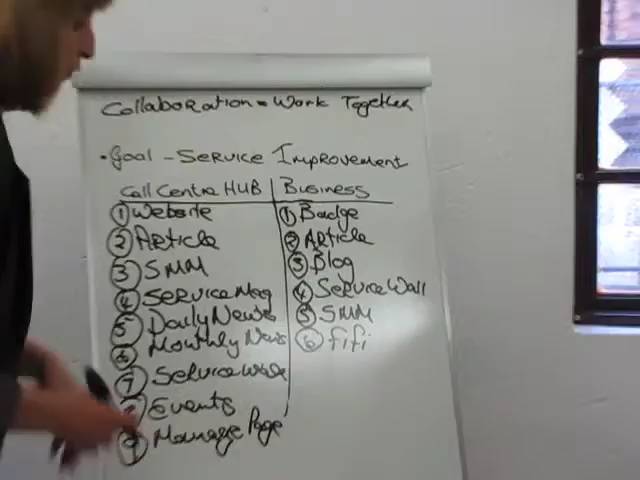 Collaboration = Work Together
• Goal - Service Improvement
Call Centre HUB | Business
① Website
② Article
③ SMM
④ Service Mag
⑤ Daily News
⑥ Monthly News
⑦ Service Walk
⑧ Events
⑨ Manage Page
① Badge
② Article
③ Blog
④ Service Wall
⑤ SMM
⑥ fifi